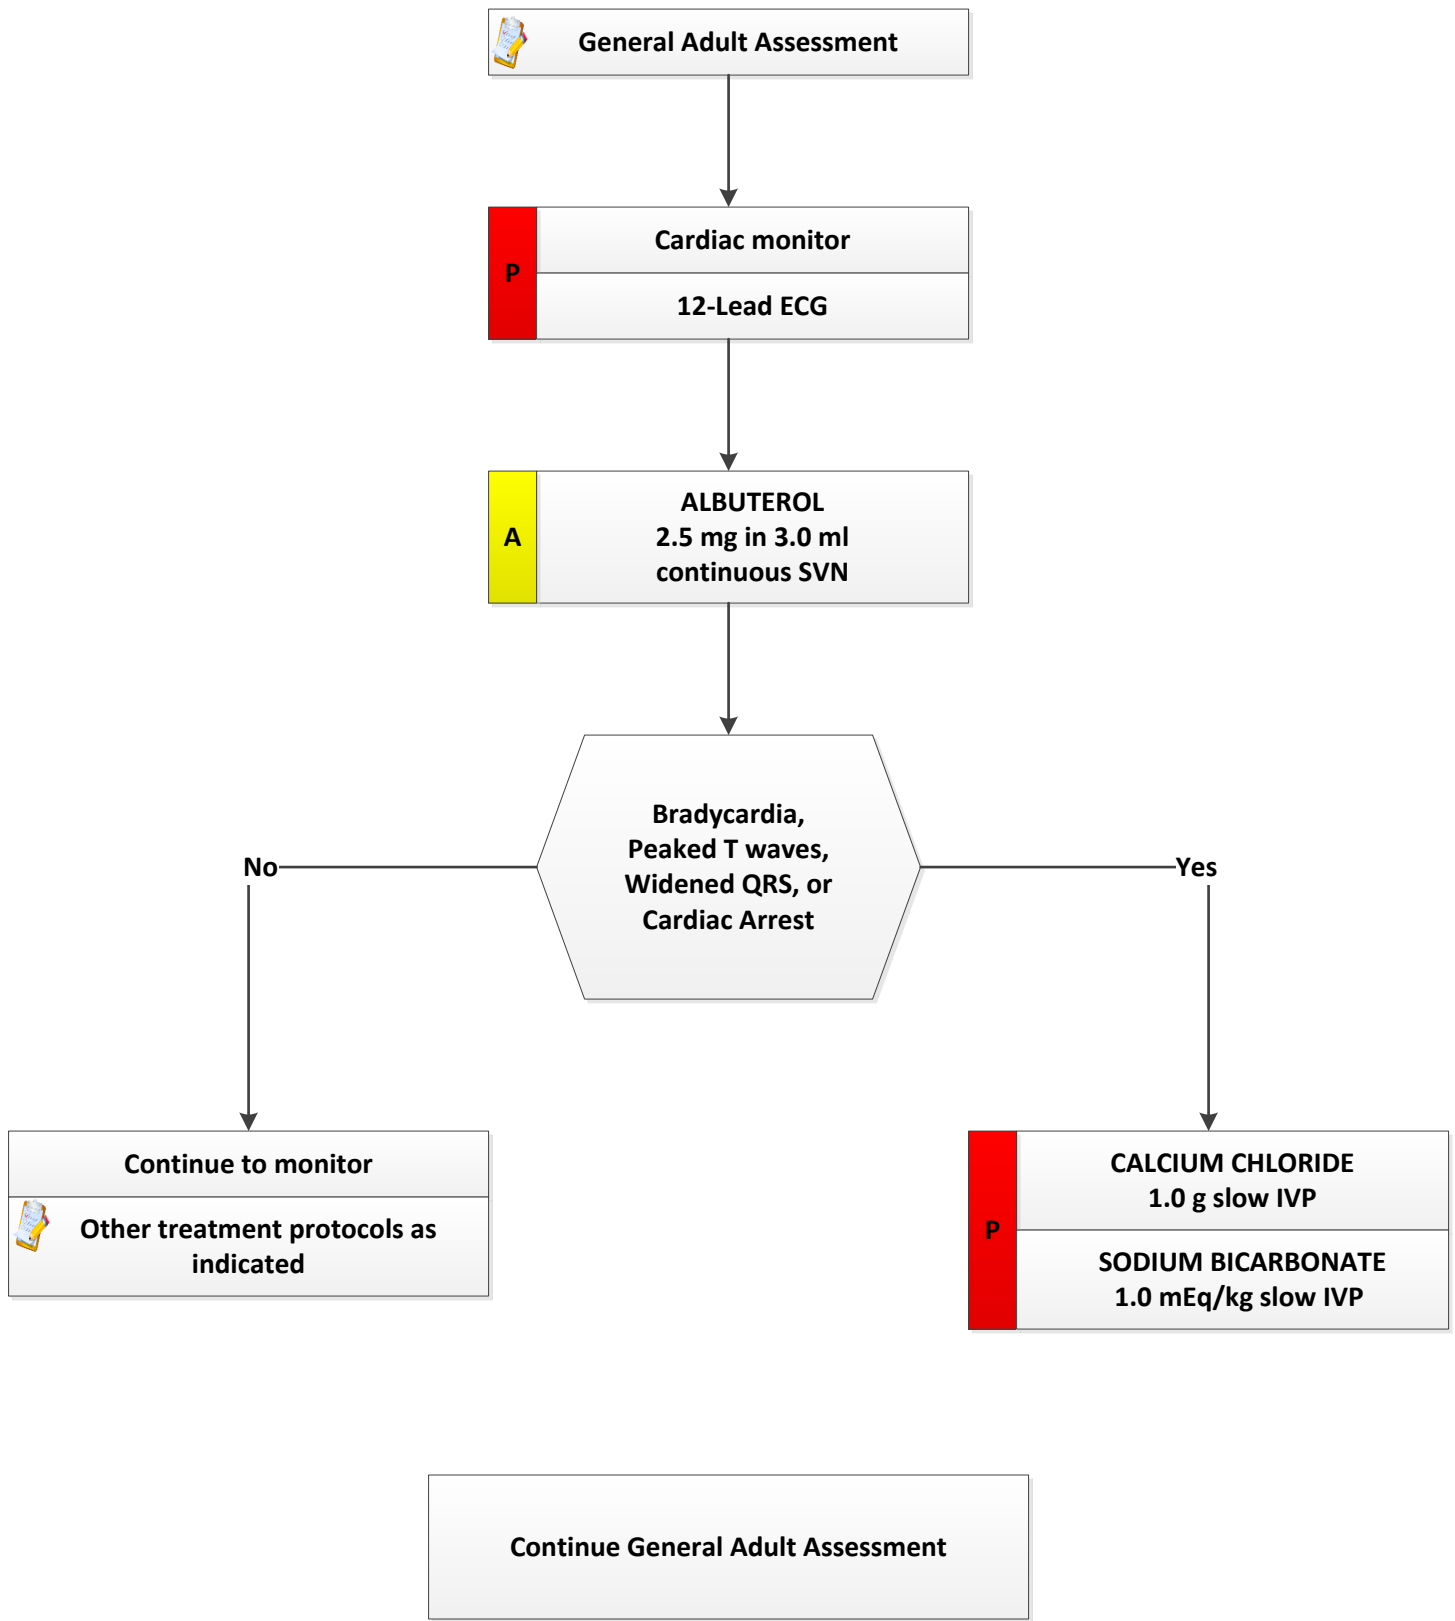 General Adult Assessment
P
Cardiac monitor
12-Lead ECG
A
ALBUTEROL
2.5 mg in 3.0 ml
continuous SVN
Bradycardia,
Peaked T waves,
Widened QRS, or
Cardiac Arrest
No
Yes
Continue to monitor
Other treatment protocols as
indicated
P
CALCIUM CHLORIDE
1.0 g slow IVP
SODIUM BICARBONATE
1.0 mEq/kg slow IVP
Continue General Adult Assessment